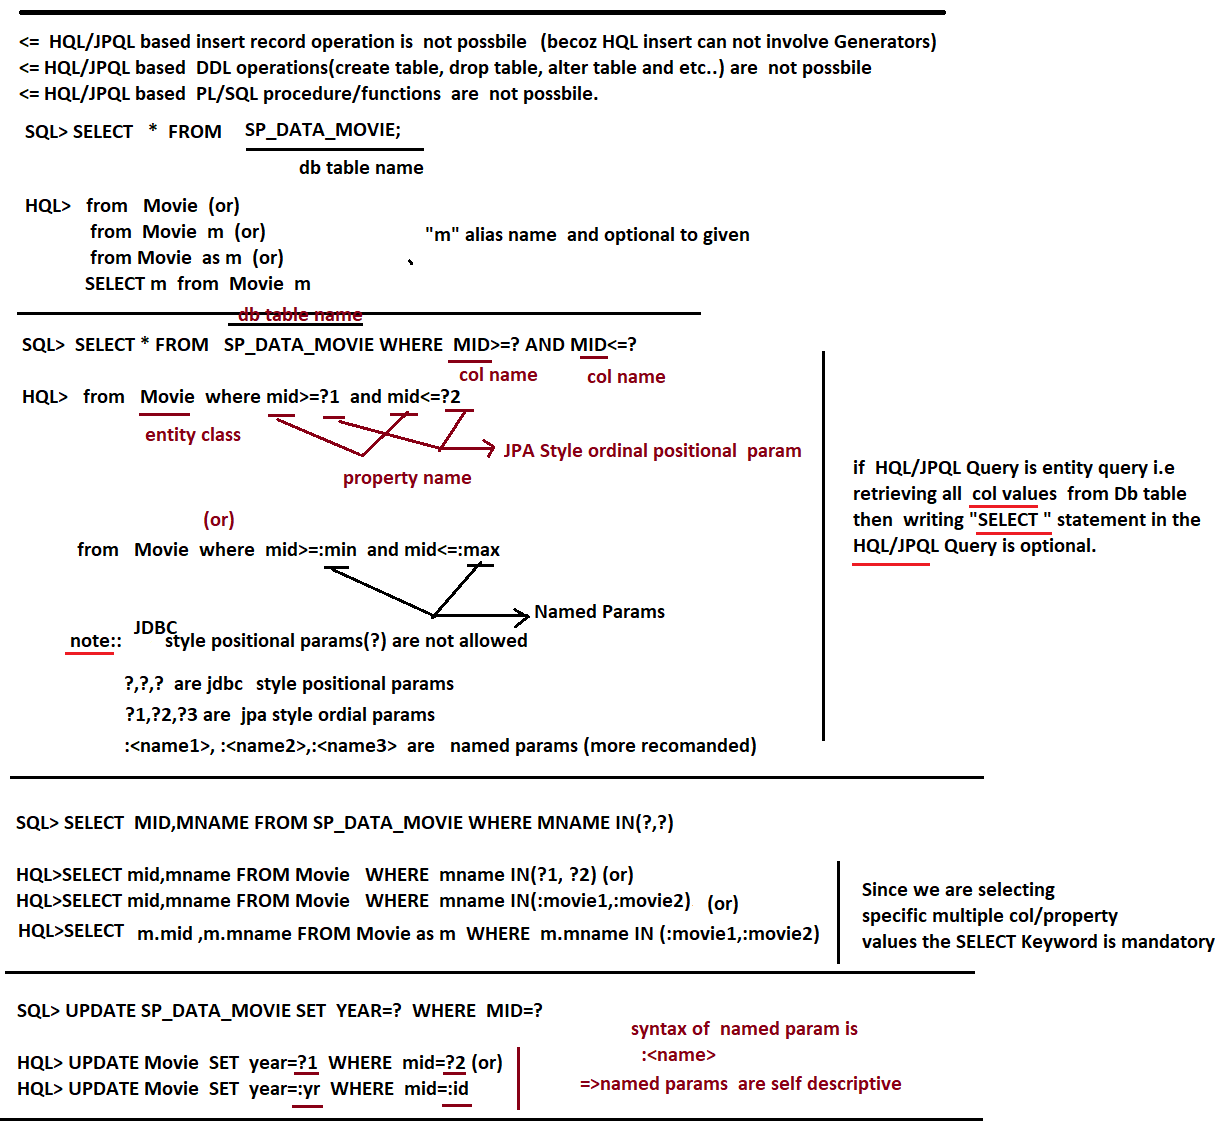 <= HQL/JPQL based insert record operation is not possbile (becoz HQL insert can not involve Generators)
<= HQL/JPQL based DDL operations(create table, drop table, alter table and etc..) are not possbile
<= HQL/JPQL based PL/SQL procedure/functions are not possbile.
SQL> SELECT * FROM SP_DATA_MOVIE;
db table name
HQL> from Movie (or)
from Movie m (or)
"m" alias name and optional to given
from Movie as m (or)
SELECT m from Movie m
db table name
SQL> SELECT * FROM SP_DATA_MOVIE WHERE MID>=? AND MID<=?
col name col name
HQL> from Movie where mid>=?1 and mid<=?2
entity class
JPA Style ordinal positional param
property name
(or)
from Movie where mid>=:min and mid<=:max
Named Params
if HQL/JPQL Query is entity query i.e
retrieving all col values from Db table
then writing "SELECT " statement in the
HQL/JPQL Query is optional.
JDBC
note:: style positional params(?) are not allowed
?,?,? are jdbc style positional params
?1,?2,?3 are jpa style ordial params
:<name1>, :<name2>,:<name3> are named params (more recomanded)
SQL> SELECT MID,MNAME FROM SP_DATA_MOVIE WHERE MNAME IN(?,?)
HQL>SELECT mid,mname FROM Movie WHERE mname IN(?1, ?2) (or)
HQL>SELECT mid,mname FROM Movie WHERE mname IN(:movie1,:movie2) (or)
HQL>SELECT m.mid ,m.mname FROM Movie as m WHERE m.mname IN (:movie1,:movie2)
Since we are selecting
specific multiple col/property
values the SELECT Keyword is mandatory
SQL> UPDATE SP_DATA_MOVIE SET YEAR=? WHERE MID=?
HQL> UPDATE Movie SET year=?1 WHERE mid=?2 (or)
HQL> UPDATE Movie SET year=:yr WHERE mid=:id
syntax of named param is
:<name>
=>named params are self descriptive